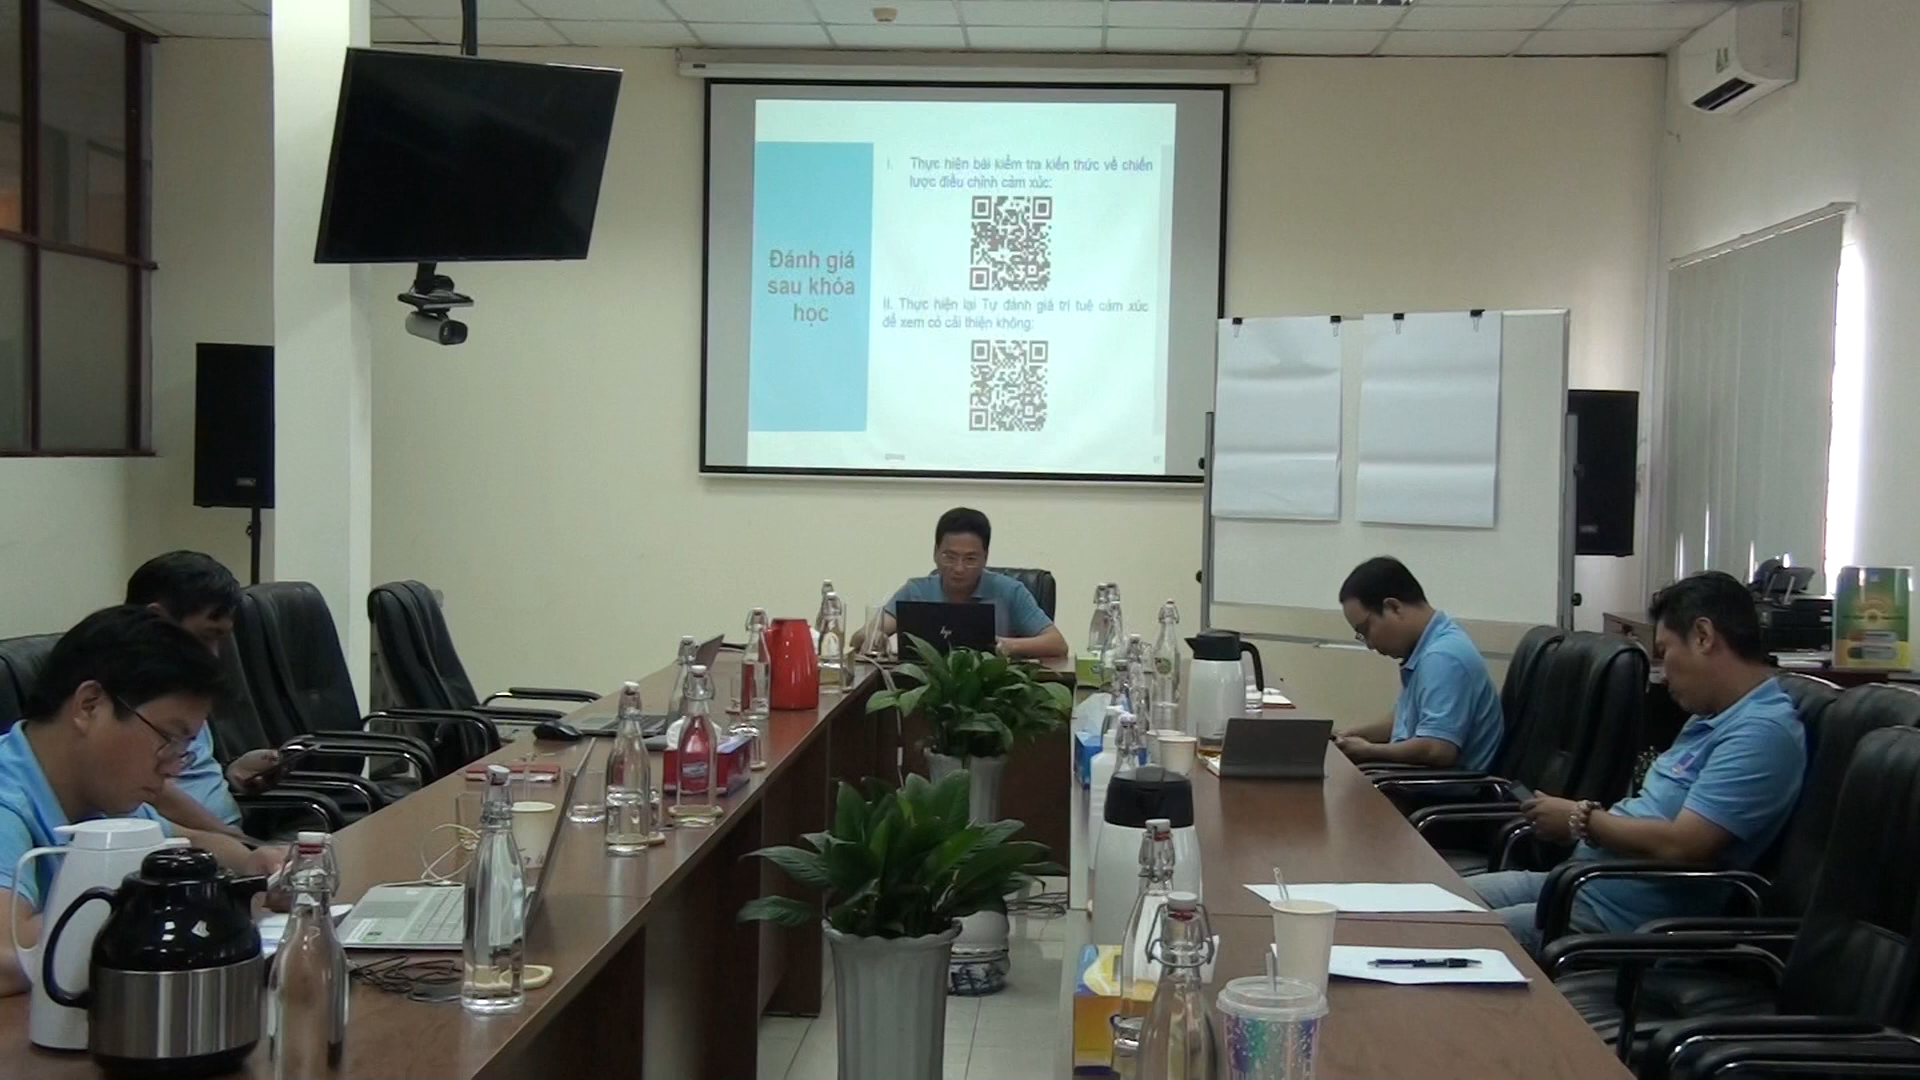 Đánh giá
sau khóa
học
I. Thực hiện bài kiểm tra kiến thức về chiến
lược điều chỉnh cảm xúc:
II. Thực hiện lại Tự đánh giá trí tuệ cảm xúc
để xem có cải thiện không:
hp